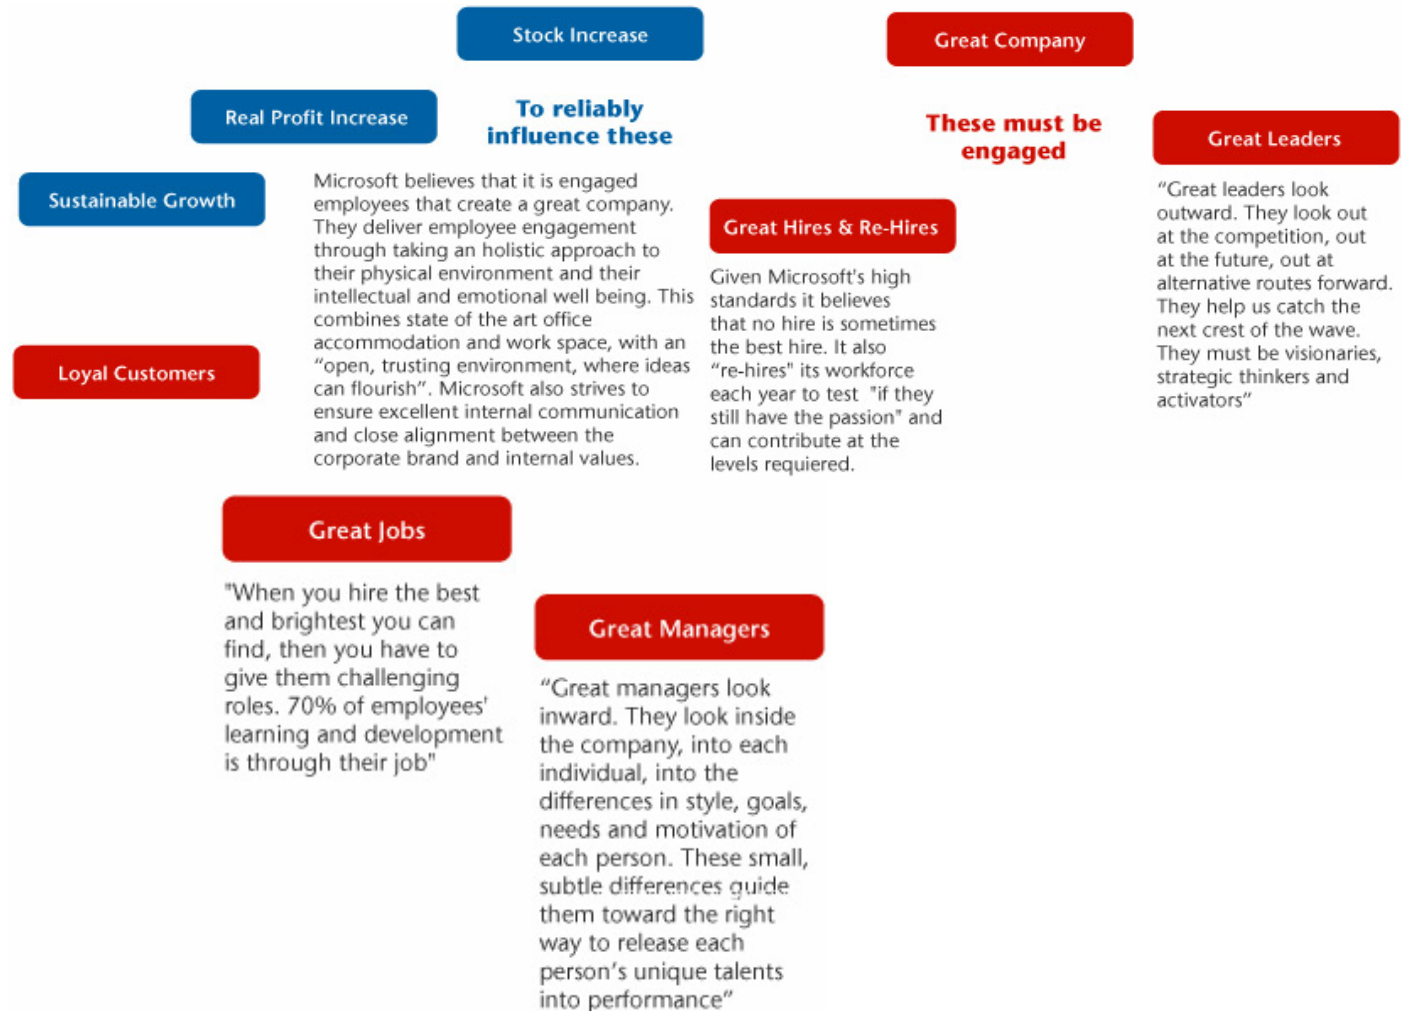 Stock Increase
Great Company
Real Profit Increase
To reliably
influence these
These must be
engaged
Great Leaders
Sustainable Growth
Microsoft believes that it is engaged
employees that create a great company.
They deliver employee engagement
through taking an holistic approach to
their physical environment and their
intellectual and emotional well being. This
combines state of the art office
accommodation and work space, with an
“open, trusting environment, where ideas
can flourish”. Microsoft also strives to
ensure excellent internal communication
and close alignment between the
corporate brand and internal values.
Great Hires & Re-Hires
Given Microsoft's high
standards it believes
that no hire is sometimes
the best hire. It also
“re-hires" its workforce
each year to test "if they
still have the passion" and
can contribute at the
levels requiered.
“Great leaders look
outward. They look out
at the competition, out
at the future, out at
alternative routes forward.
They help us catch the
next crest of the wave.
They must be visionaries,
strategic thinkers and
activators”
Loyal Customers
Great Jobs
"When you hire the best
and brightest you can
find, then you have to
give them challenging
roles. 70% of employees'
learning and development
is through their job"
Great Managers
“Great managers look
inward. They look inside
the company, into each
individual, into the
differences in style, goals,
needs and motivation of
each person. These small,
subtle differences guide
them toward the right
way to release each
person’s unique talents
into performance”